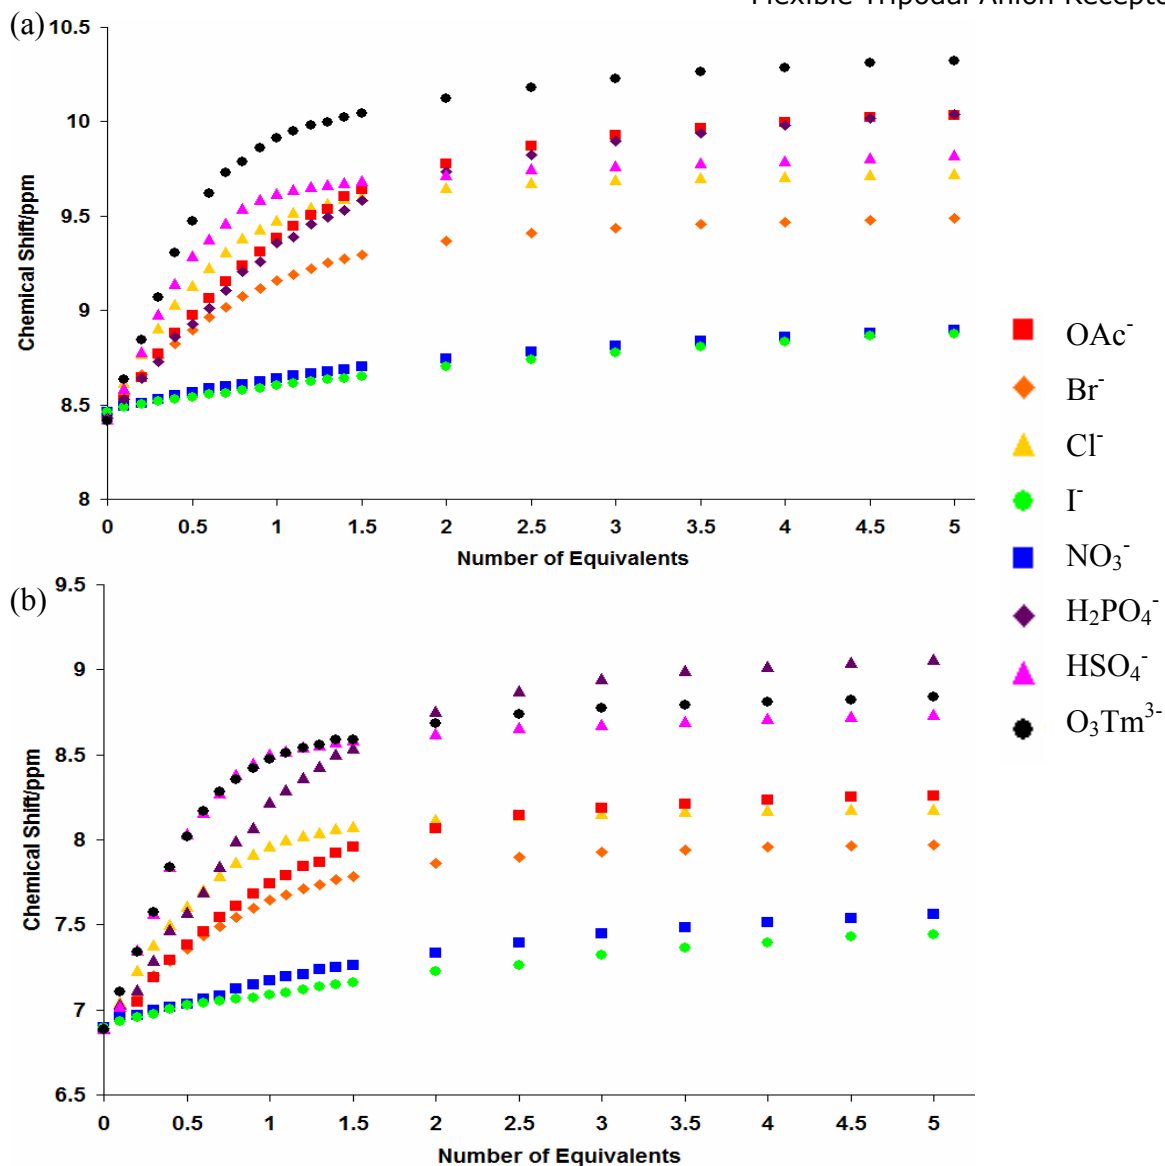 Flexible Tripodal Anion Recepto
(a)
10.5
10
9.5
9
8.5
8
Chemical Shift/ppm
0 0.5 1 1.5 2 2.5 3 3.5 4 4.5 5
Number of Equivalents
(b)
9.5
9
8.5
8
7.5
7
6.5
Chemical Shift/ppm
0 0.5 1 1.5 2 2.5 3 3.5 4 4.5 5
Number of Equivalents
OAc⁻
Br⁻
Cl⁻
I⁻
NO₃⁻
H₂PO₄⁻
HSO₄⁻
O₃Tm³⁻